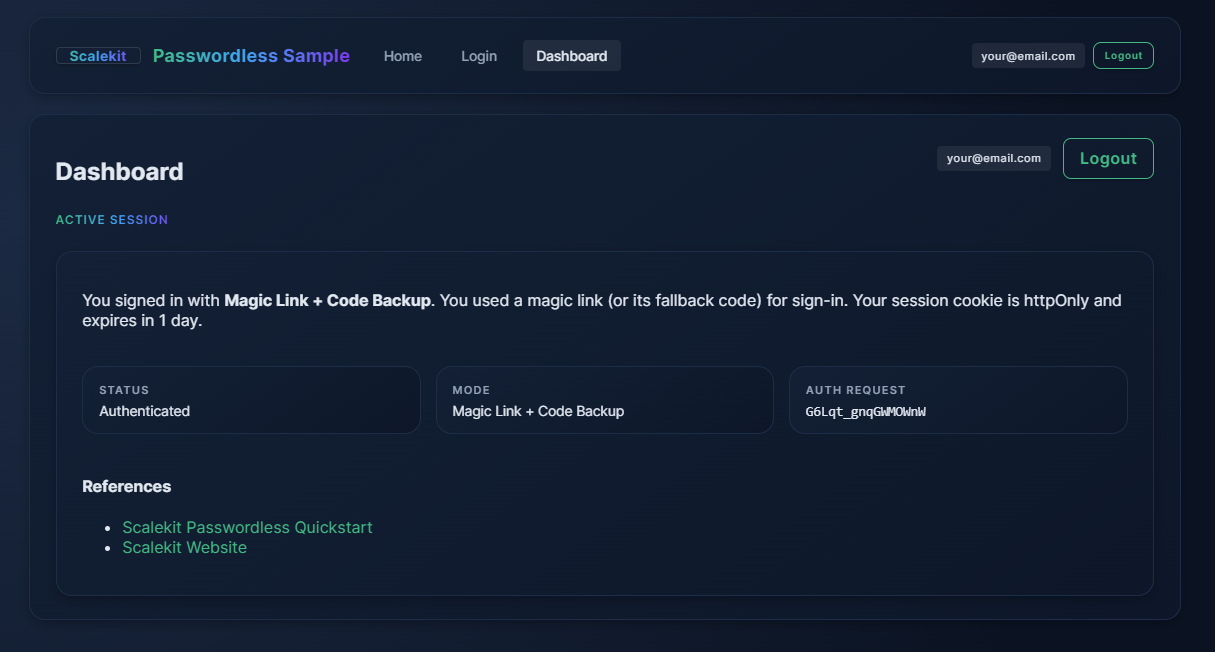 Scalekit Passwordless Sample Home Login Dashboard your@email.com Logout
Dashboard your@email.com Logout
ACTIVE SESSION
You signed in with Magic Link + Code Backup. You used a magic link (or its fallback code) for sign-in. Your session cookie is httpOnly and
expires in 1 day.
STATUS
Authenticated
MODE
Magic Link + Code Backup
AUTH REQUEST
G6Lqt_gnqGWMOWnW
References
Scalekit Passwordless Quickstart
Scalekit Website